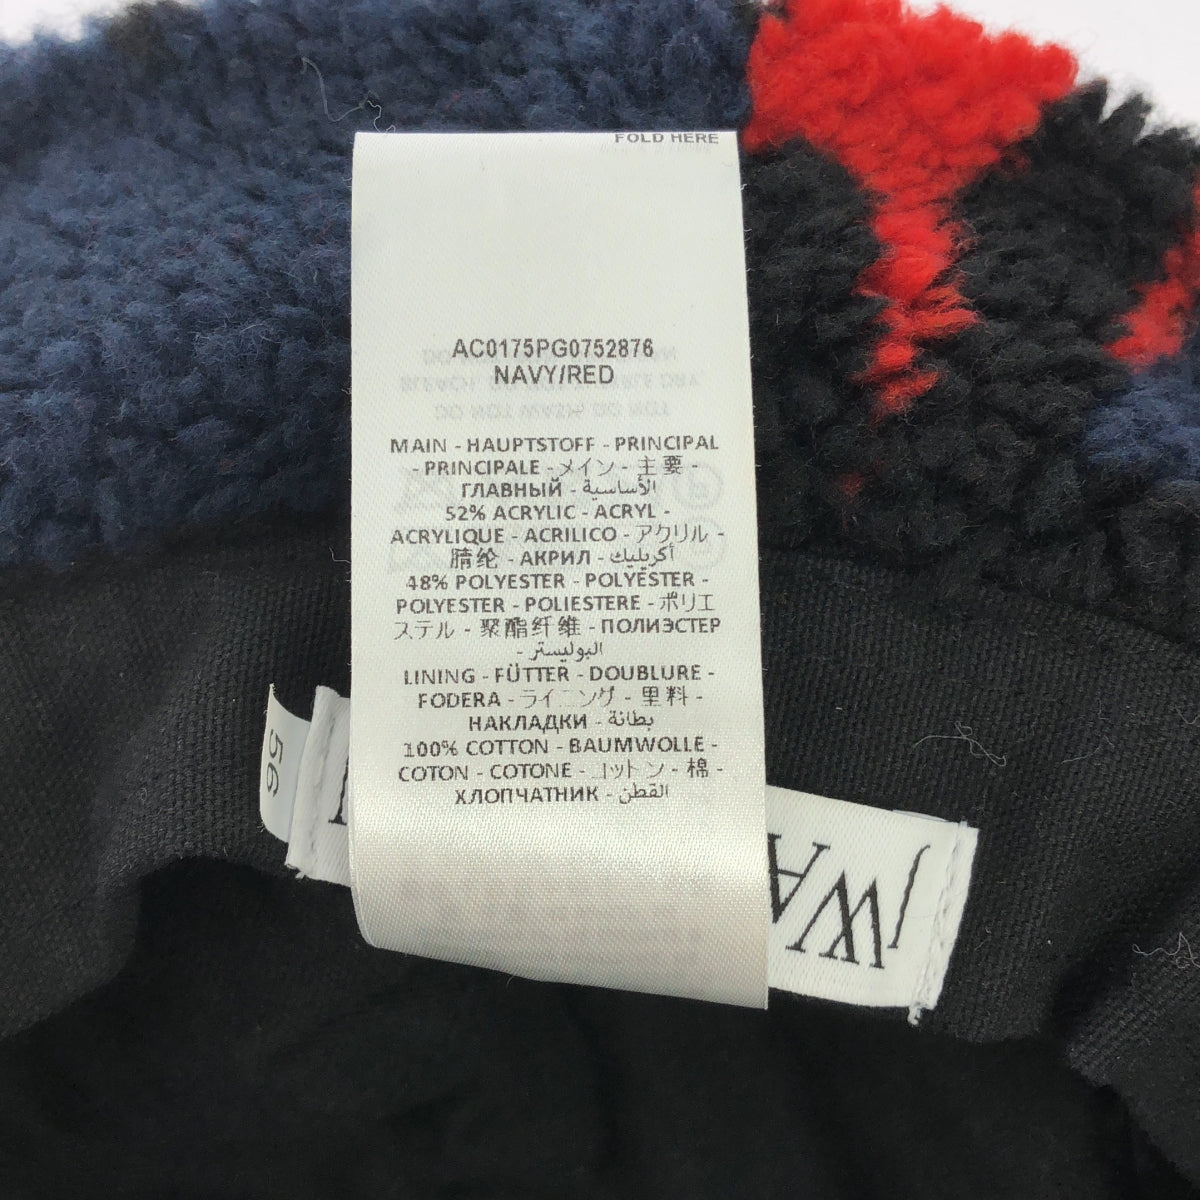 FOLD HERE
AC0175PG0752876
NAVY/RED
MAIN - HAUPTSTOFF - PRINCIPAL
- PRINCIPALE - メイン - 主要 -
ГЛАВНЫЙ - الأساسية
52% ACRYLIC - ACRYL -
ACRYLIQUE - ACRILICO - アクリル -
腈纶 - АКРИЛ - أكريليك
48% POLYESTER - POLYESTER -
POLYESTER - POLIESTERE - ポリエ
ステル - 聚酯纤维 - ПОЛИЭСТЕР
- البوليستر
LINING - FÜTTER - DOUBLURE -
FODERA - ライニング - 里料 -
НАКЛАДКИ - بطانة
100% COTTON - BAUMWOLLE -
COTON - COTONE - コットン - 棉 -
ХЛОПЧАТНИК - القطن
56
JWA